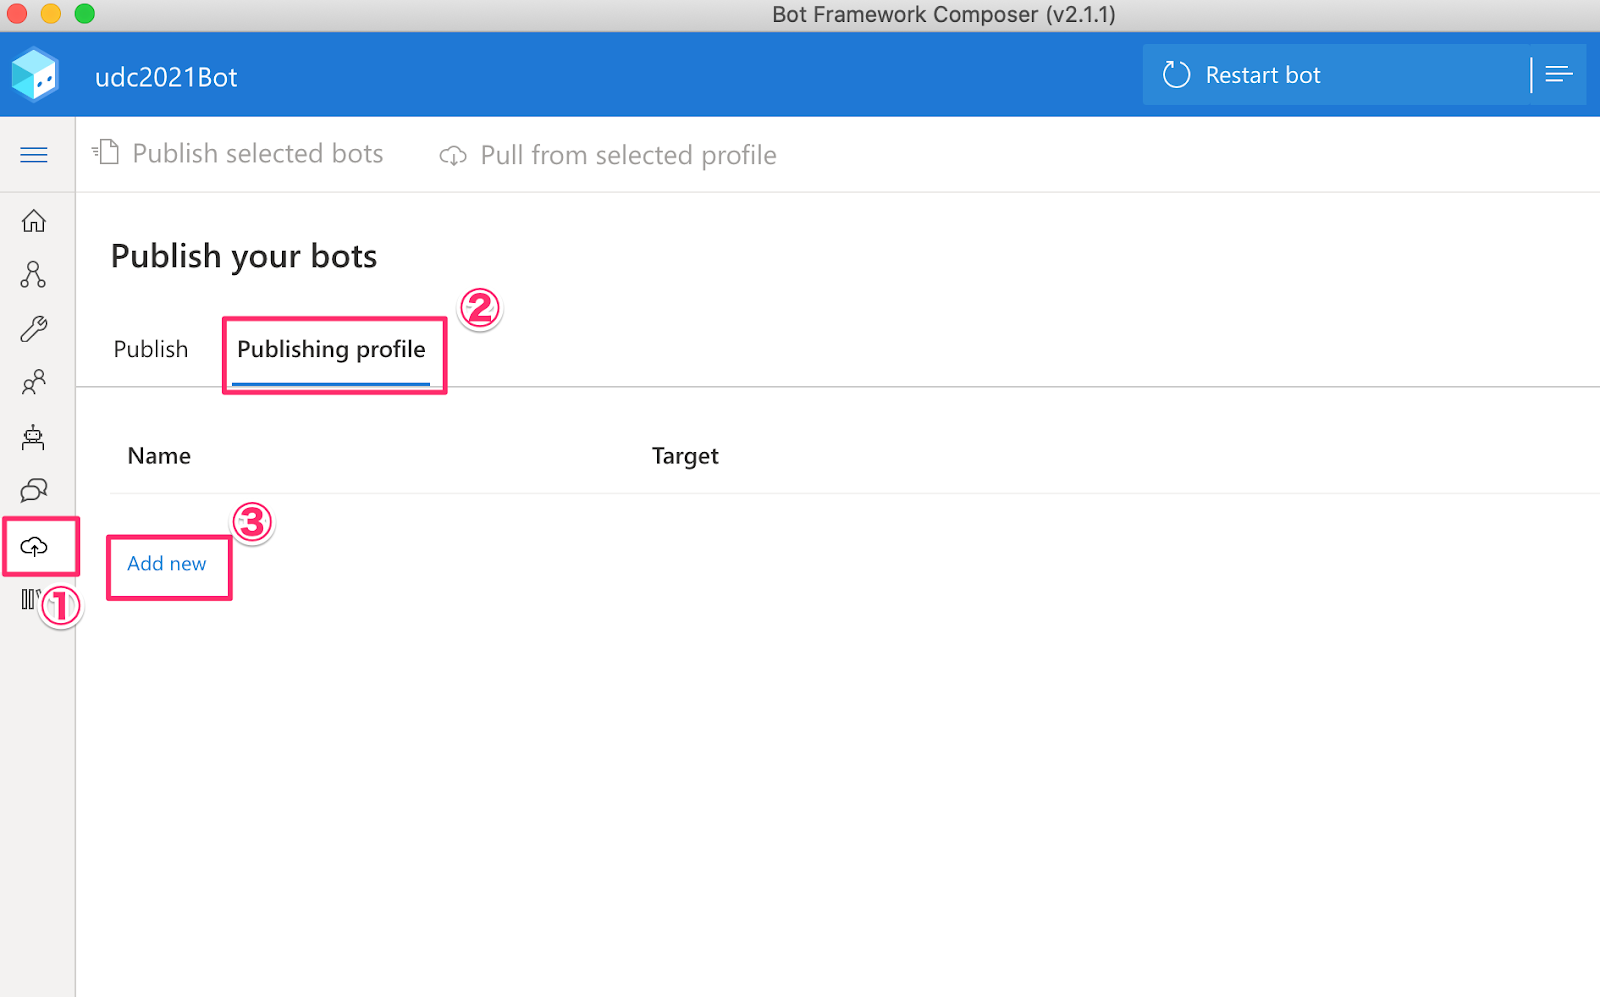 Bot Framework Composer (v2.1.1)
udc2021Bot
Restart bot
Publish selected bots
Pull from selected profile
Publish your bots
②
Publish
Publishing profile
Name
Target
③
Add new
①